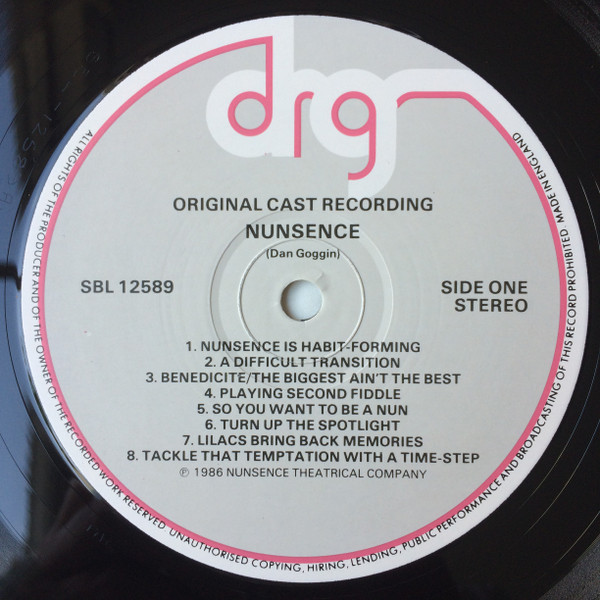 drg
ORIGINAL CAST RECORDING
NUNSENCE
(Dan Goggin)
SBL 12589
SIDE ONE
STEREO
1. NUNSENCE IS HABIT-FORMING
2. A DIFFICULT TRANSITION
3. BENEDICITE/THE BIGGEST AIN'T THE BEST
4. PLAYING SECOND FIDDLE
5. SO YOU WANT TO BE A NUN
6. TURN UP THE SPOTLIGHT
7. LILACS BRING BACK MEMORIES
8. TACKLE THAT TEMPTATION WITH A TIME-STEP
℗ 1986 NUNSENCE THEATRICAL COMPANY
ALL RIGHTS OF THE PRODUCER AND OF THE OWNER OF THE RECORDED WORK RESERVED. UNAUTHORISED COPYING, HIRING, LENDING, PUBLIC PERFORMANCE AND BROADCASTING OF THIS RECORD PROHIBITED. MADE IN ENGLAND